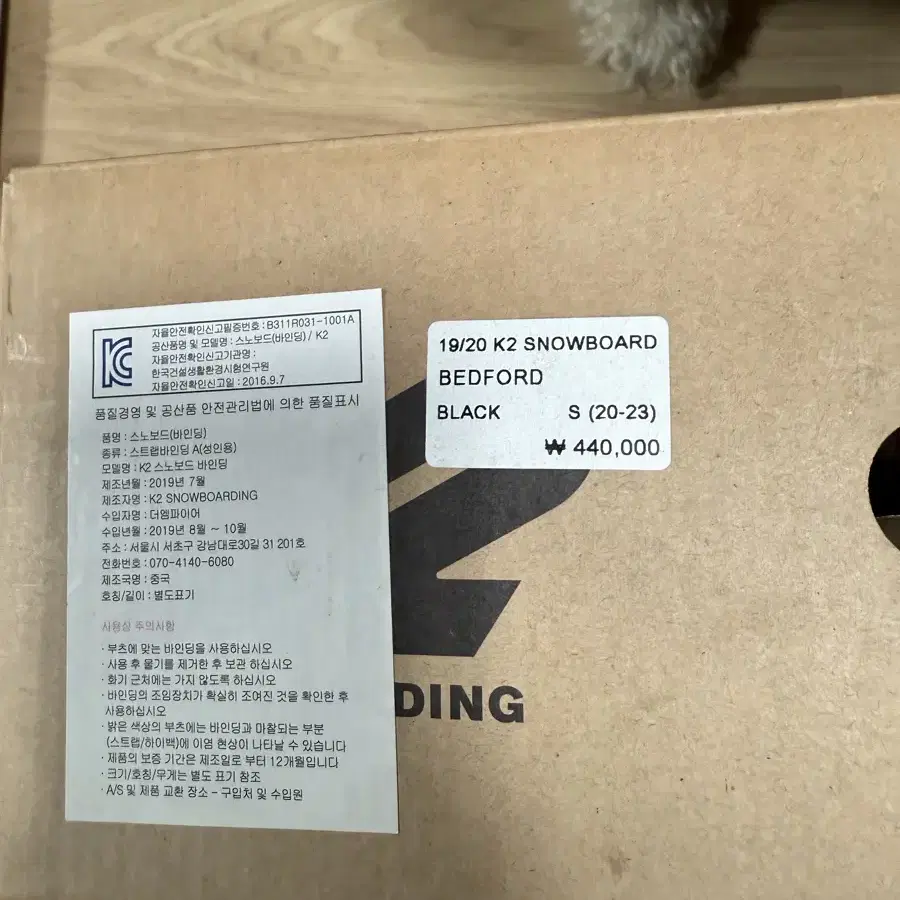 KC
자율안전확인신고필증번호 : B311R031-1001A
공산품명 및 모델명 : 스노보드(바인딩) / K2
자율안전확인신고기관명 :
한국건설생활환경시험연구원
자율안전확인신고일 : 2016.9.7
품질경영 및 공산품 안전관리법에 의한 품질표시
품명 : 스노보드(바인딩)
종류 : 스트랩바인딩 A(성인용)
모델명 : K2 스노보드 바인딩
제조년월 : 2019년 7월
제조자명 : K2 SNOWBOARDING
수입자명 : 더엠파이어
수입년월 : 2019년 8월 ~ 10월
주소 : 서울시 서초구 강남대로30길 31 201호
전화번호 : 070-4140-6080
제조국명 : 중국
호칭/길이 : 별도표기
사용상 주의사항
· 부츠에 맞는 바인딩을 사용하십시오
· 사용 후 물기를 제거한 후 보관 하십시오
· 화기 근처에는 가지 않도록 하십시오
· 바인딩의 조임장치가 확실히 조여진 것을 확인한 후
사용하십시오
· 밝은 색상의 부츠에는 바인딩과 마찰되는 부분
(스트랩/하이백)에 이염 현상이 나타날 수 있습니다
· 제품의 보증 기간은 제조일로 부터 12개월입니다
· 크기/호칭/무게는 별도 표기 참조
· A/S 및 제품 교환 장소 - 구입처 및 수입원
19/20 K2 SNOWBOARD
BEDFORD
BLACK S (20-23)
₩ 440,000
2
DING